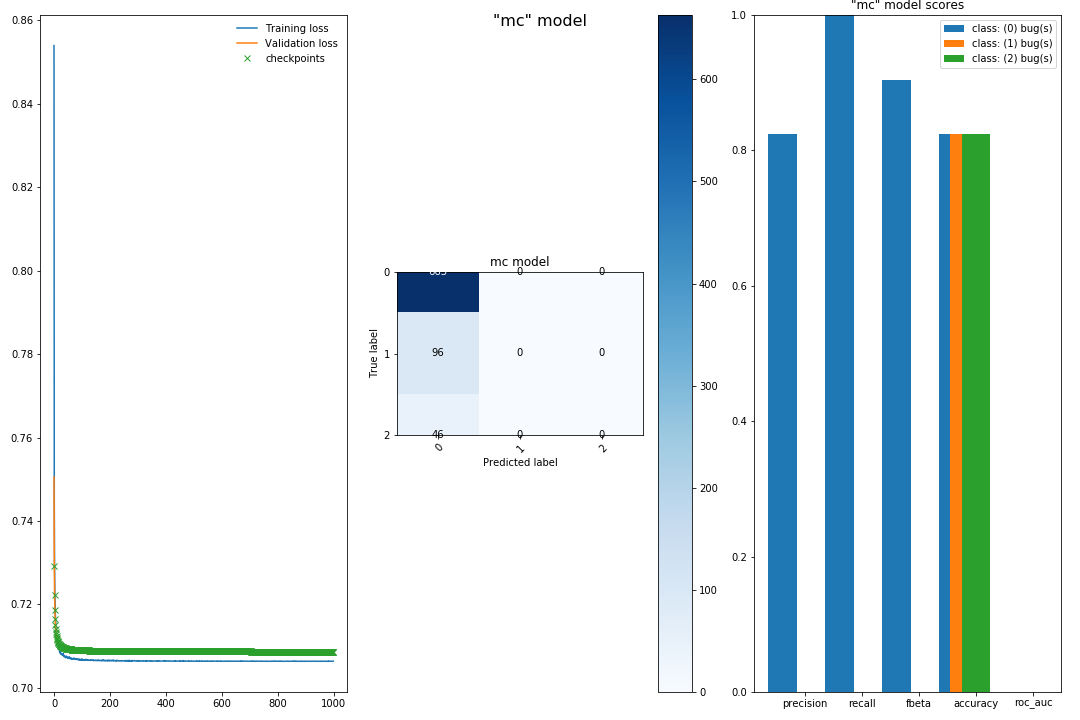 "mc" model
0.86
0.84
0.82
0.80
0.78
0.76
0.74
0.72
0.70
0
200
400
600
800
1000
Training loss
Validation loss
checkpoints
mc model
True label
0
1
2
0
0
96
0
0
46
0
0
0
1
2
Predicted label
600
500
400
300
200
100
0
"mc" model scores
class: (0) bug(s)
class: (1) bug(s)
class: (2) bug(s)
1.0
0.8
0.6
0.4
0.2
0.0
precision
recall
fbeta
accuracy
roc_auc